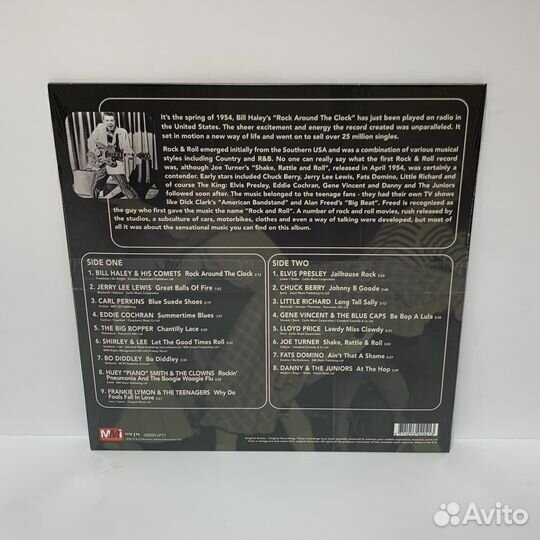 It's the spring of 1954, Bill Haley's "Rock Around The Clock" has just been played on radio in
the United States. The sheer excitement and energy the record created was unparalleled. It
set in motion a new way of life and went on to sell over 25 million singles.
Rock & Roll emerged initially from the Southern USA and was a combination of various musical
styles including Country and R&B. No one can really say what the first Rock & Roll record
was, although Joe Turner's "Shake, Rattle and Roll", released in April 1954, was certainly a
contender. Early stars included Chuck Berry, Jerry Lee Lewis, Fats Domino, Little Richard and
of course The King: Elvis Presley, Eddie Cochran, Gene Vincent and Danny and The Juniors
followed soon after. The music belonged to the teenage fans - they had their own TV shows
like Dick Clark's "American Bandstand" and Alan Freed's "Big Beat". Freed is recognised as
the guy who first gave the music the name "Rock and Roll". A number of rock and roll movies, rush released by
the studios, a subculture of cars, motorbikes, clothes and even a way of talking were developed, but most of
all it was about the sensational music you can find on this album.
SIDE ONE
1. BILL HALEY & HIS COMETS Rock Around The Clock 2:13
2. JERRY LEE LEWIS Great Balls Of Fire
3. CARL PERKINS Blue Suede Shoes
4. EDDIE COCHRAN Summertime Blues
5. THE BIG BOPPER Chantilly Lace
6. SHIRLEY & LEE Let The Good Times Roll
7. BO DIDDLEY Bo Diddley
8. HUEY "PIANO" SMITH & THE CLOWNS Rockin'
Pneumonia And The Boogie Woogie Flu
9. FRANKIE LYMON & THE TEENAGERS Why Do
Fools Fall In Love
SIDE TWO
1. ELVIS PRESLEY Jailhouse Rock
2. CHUCK BERRY Johnny B Goode
3. LITTLE RICHARD Long Tall Sally
4. GENE VINCENT & THE BLUE CAPS Be Bop A Lula
5. LLOYD PRICE Lawdy Miss Clawdy
6. JOE TURNER Shake, Rattle & Roll
7. FATS DOMINO Ain't That A Shame
8. DANNY & THE JUNIORS At The Hop
Avito